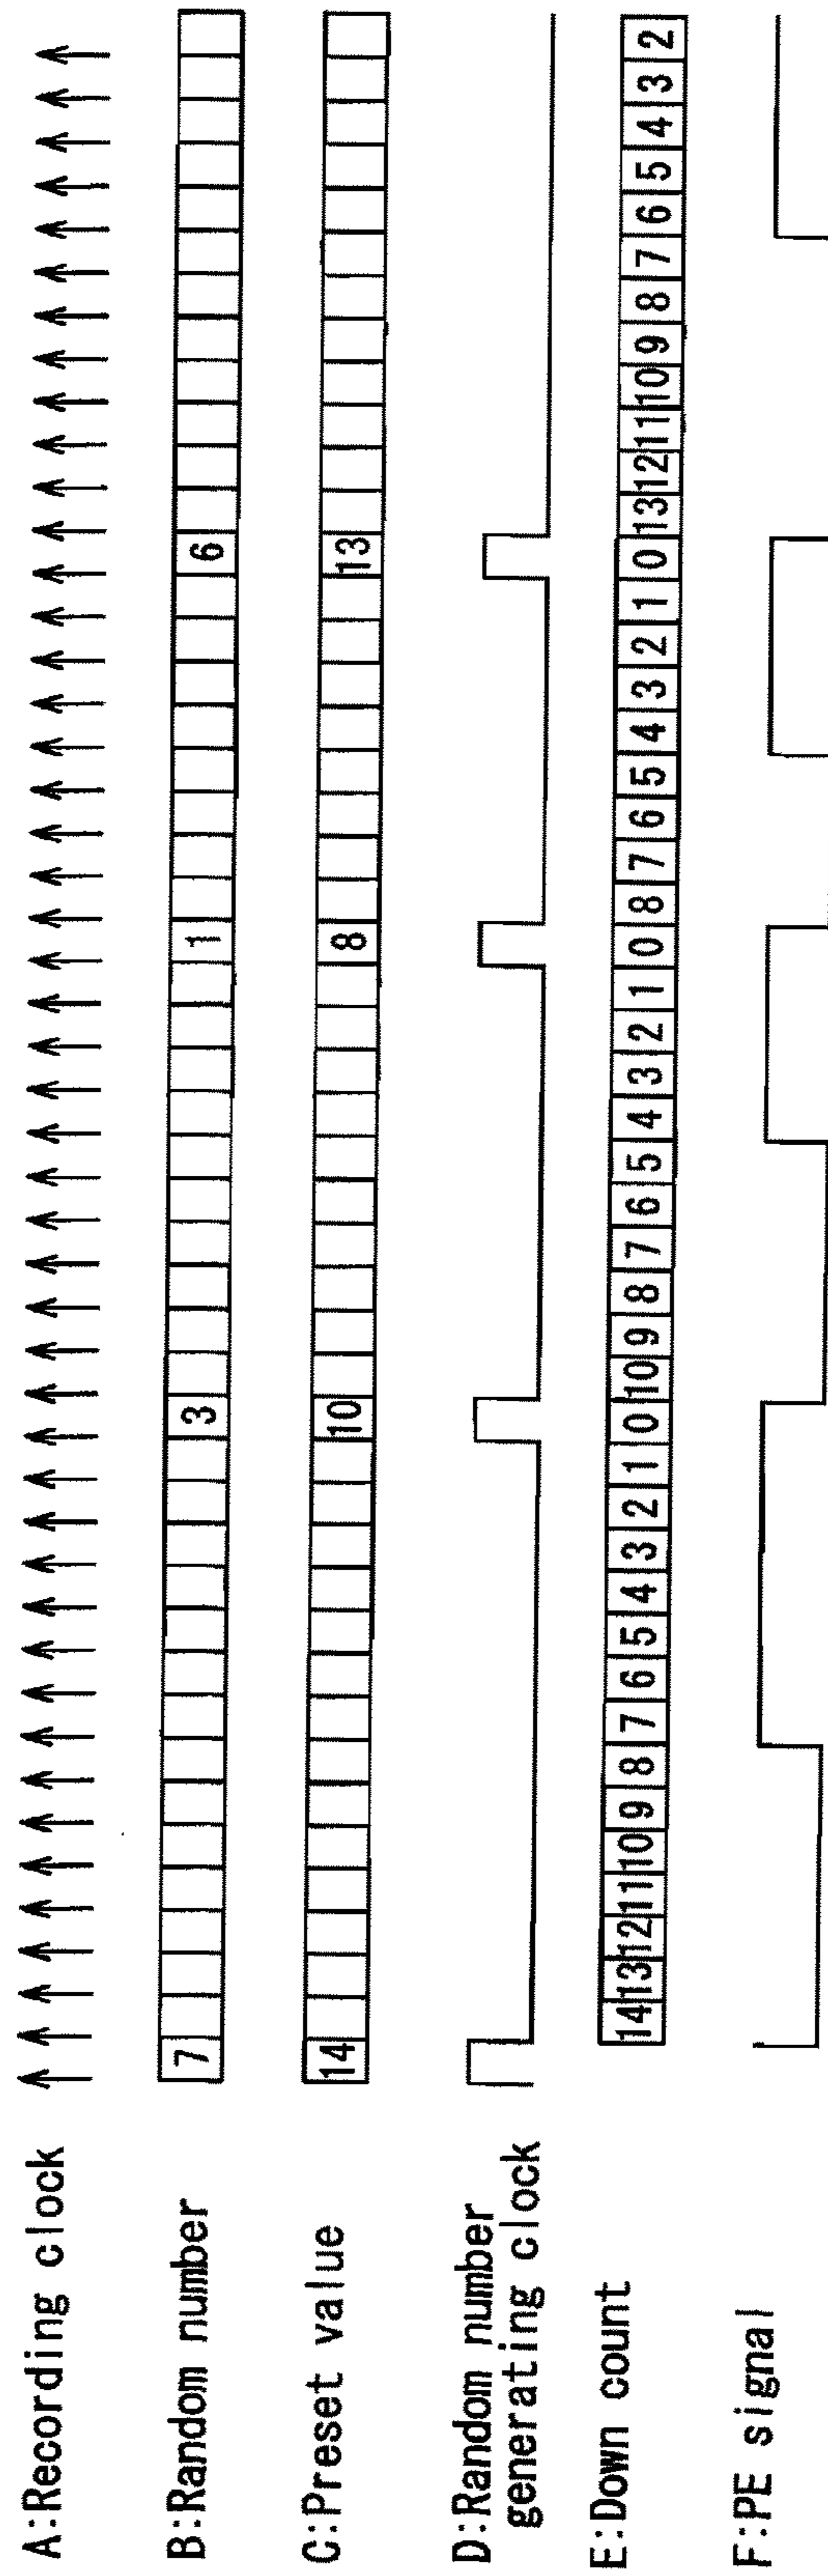 A:Recording clock
B:Random number
7 3 1 6
C:Preset value
14 10 8 13
D:Random number
generating clock
E:Down count
14 13 12 11 10 9 8 7 6 5 4 3 2 1 0 10 9 8 7 6 5 4 3 2 1 0 8 7 6 5 4 3 2 1 0 13 12 11 10 9 8 7 6 5 4 3 2
F:PE signal